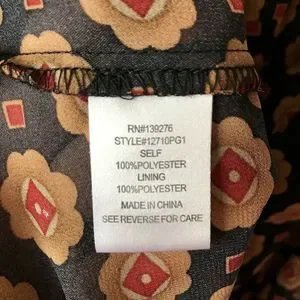 RN#139276
STYLE#12710PG1
SELF
100%POLYESTER
LINING
100%POLYESTER
MADE IN CHINA
SEE REVERSE FOR CARE